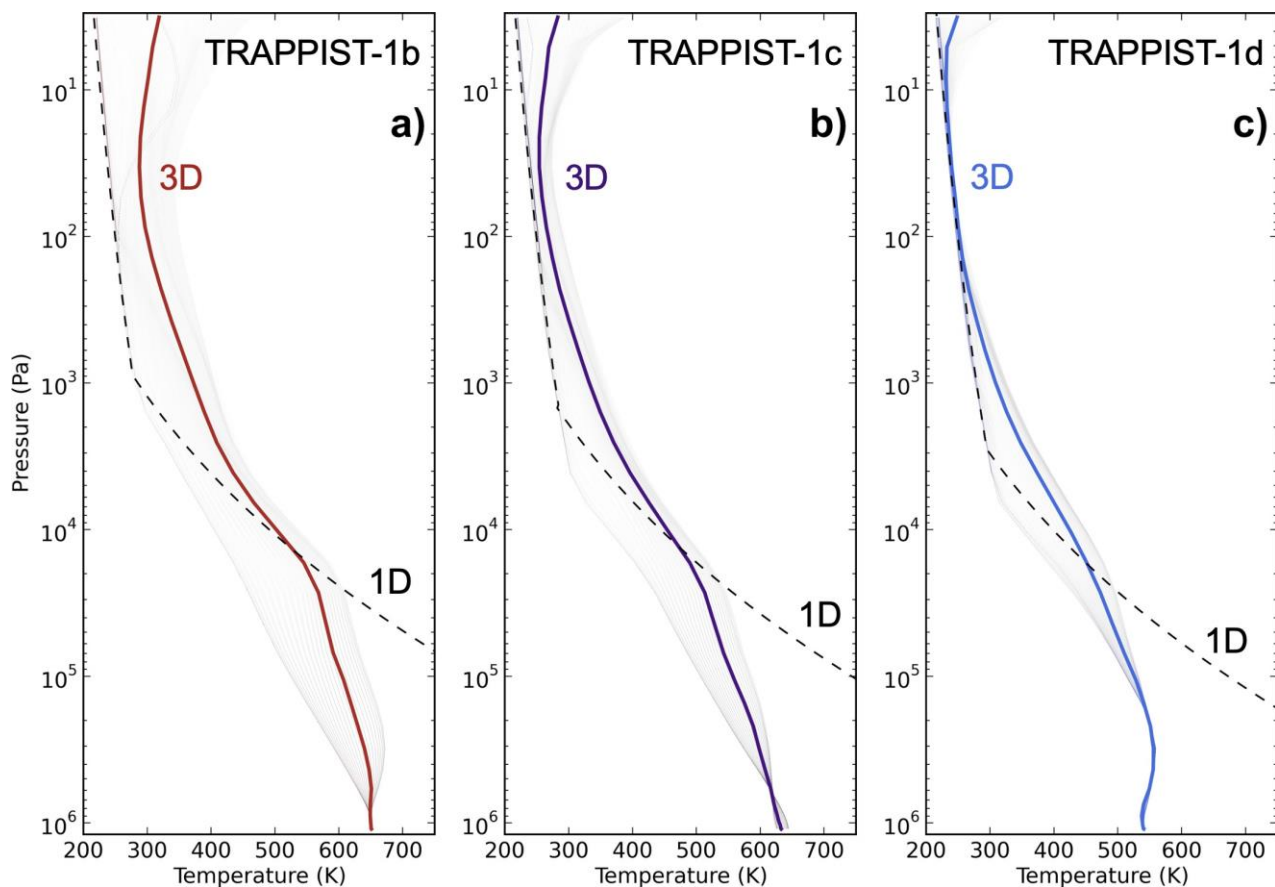 TRAPPIST-1b
a)
3D
1D
TRAPPIST-1c
b)
3D
1D
TRAPPIST-1d
c)
3D
1D
Pressure (Pa)
10¹
10²
10³
10⁴
10⁵
10⁶
200 300 400 500 600 700
Temperature (K)
10¹
10²
10³
10⁴
10⁵
10⁶
200 300 400 500 600 700
Temperature (K)
10¹
10²
10³
10⁴
10⁵
10⁶
200 300 400 500 600 700
Temperature (K)